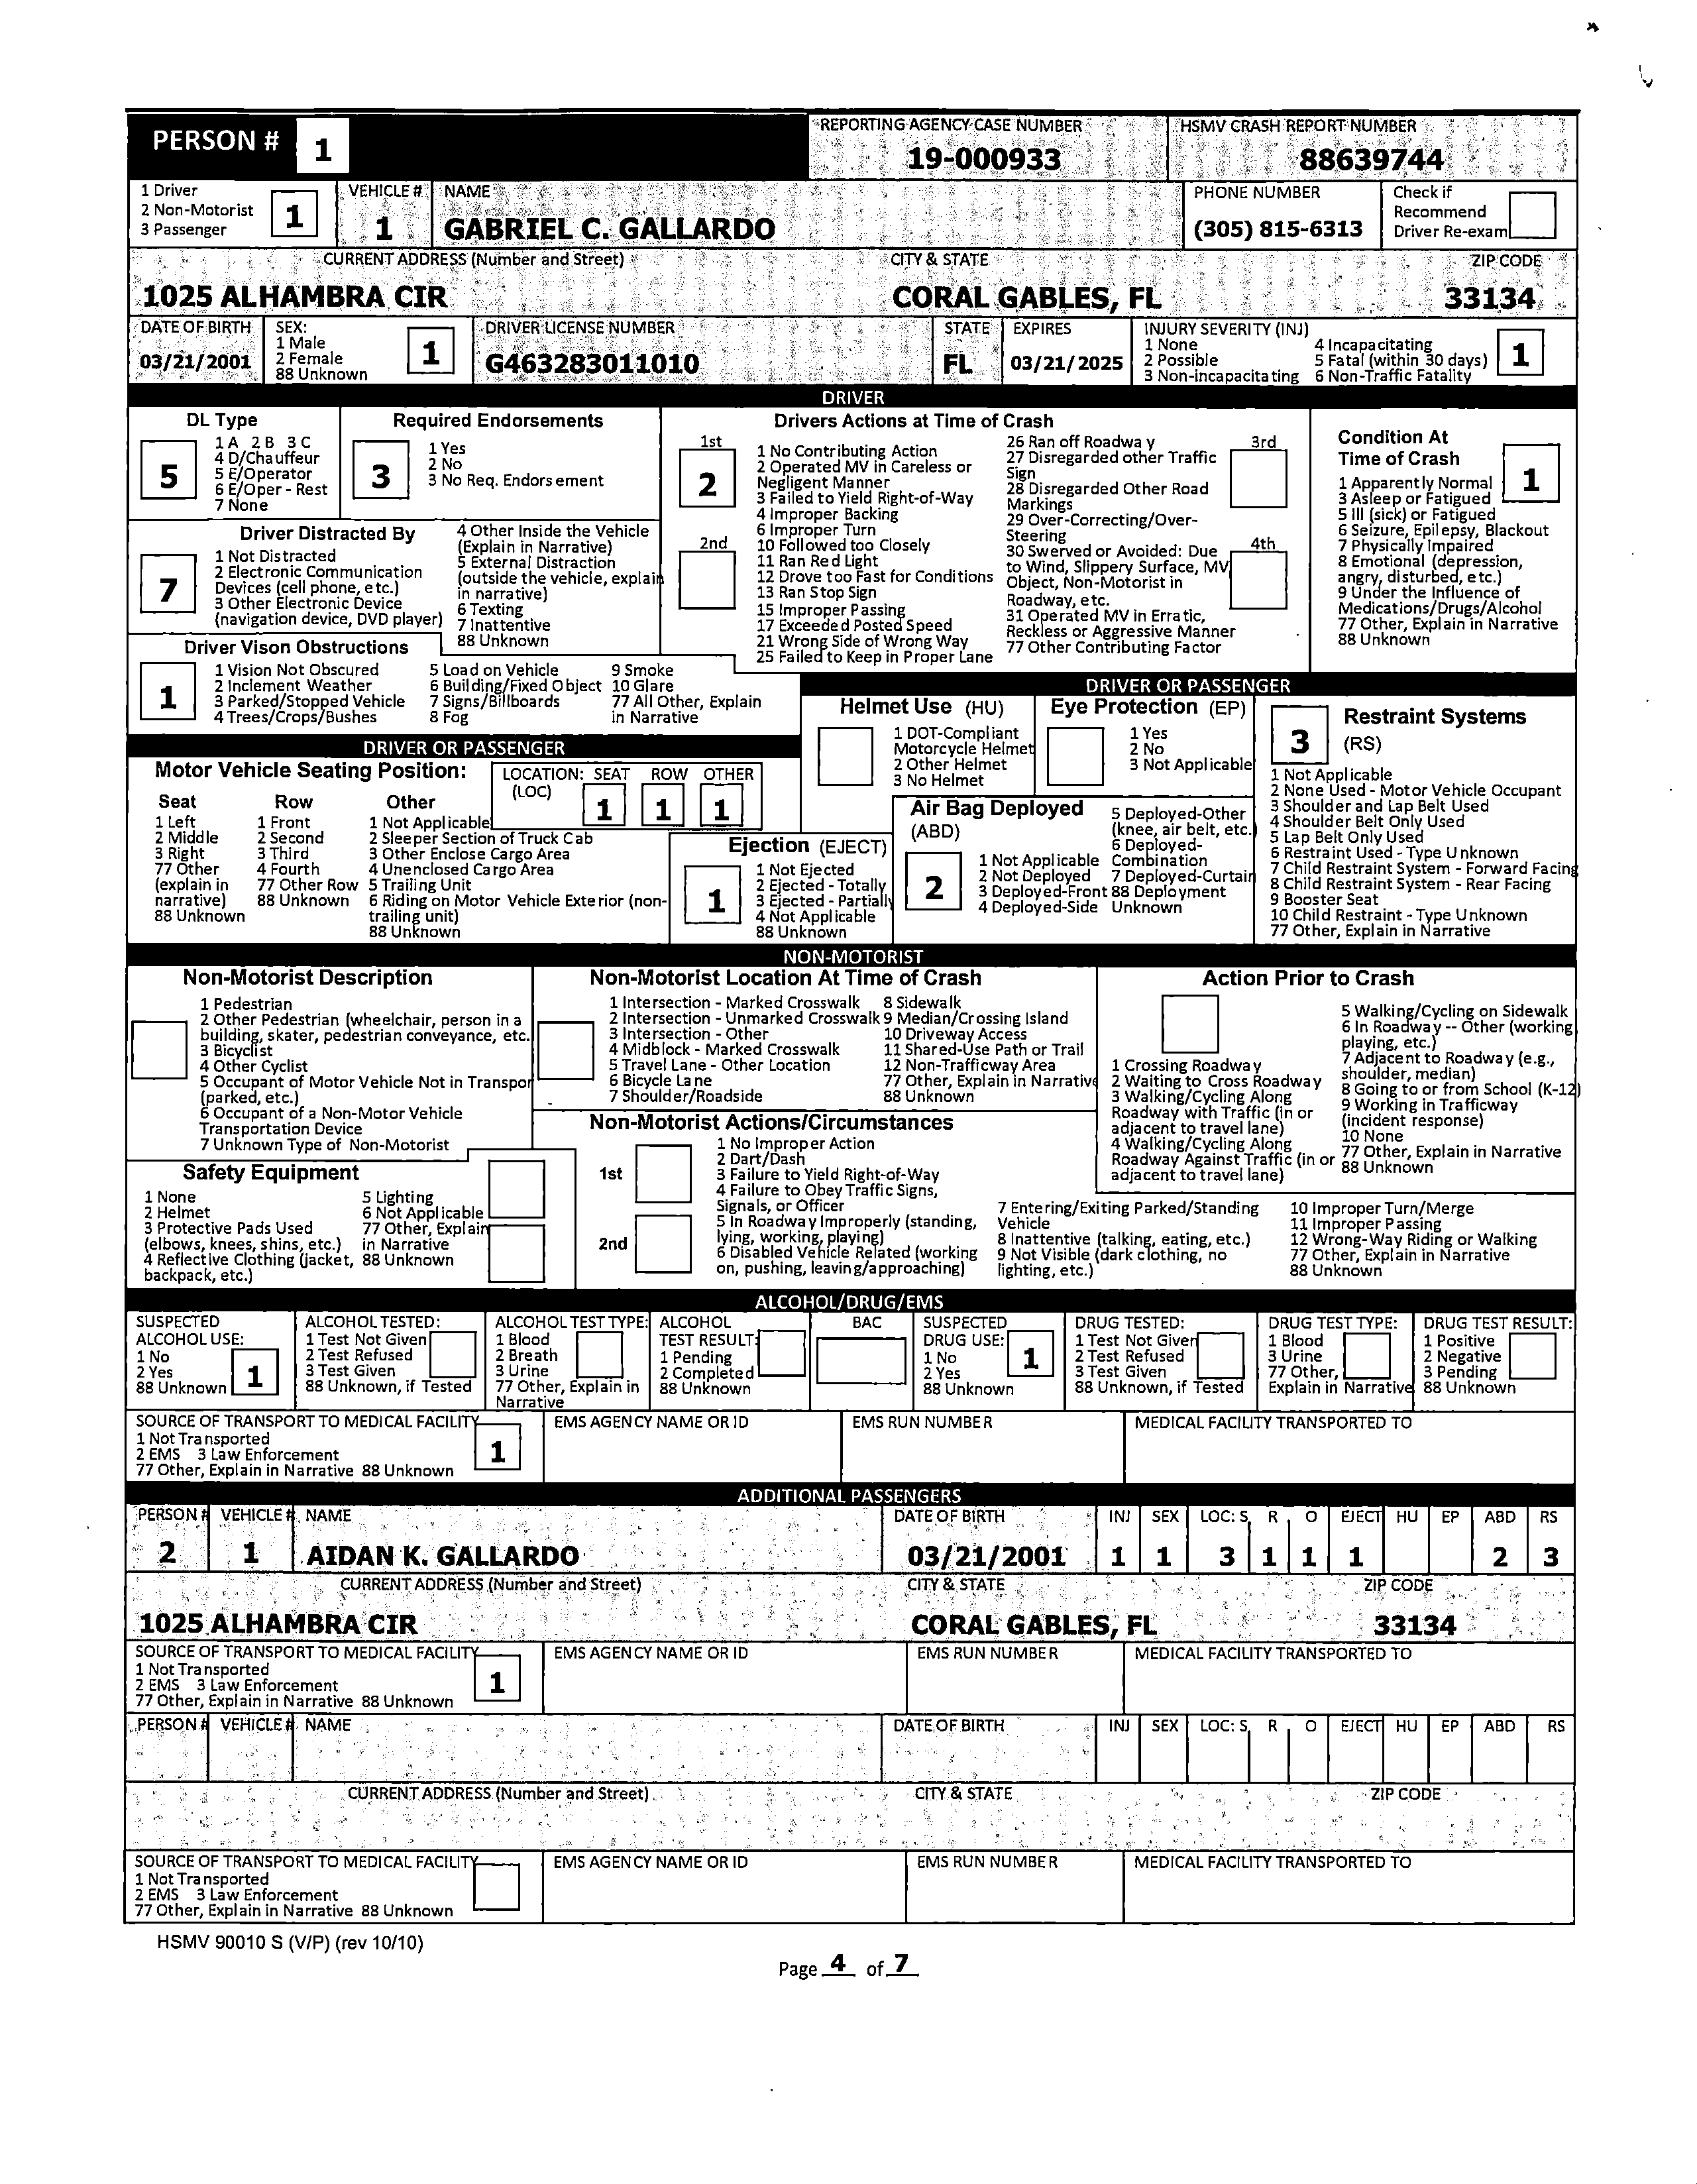 PERSON # 1
REPORTING AGENCY CASE NUMBER
19-000933
HSMV CRASH REPORT NUMBER
88639744
1 Driver
2 Non-Motorist
3 Passenger
1
VEHICLE #
1
NAME
GABRIEL C. GALLARDO
PHONE NUMBER
(305) 815-6313
Check if
Recommend
Driver Re-exam
CURRENT ADDRESS (Number and Street)
CITY & STATE
ZIP CODE
1025 ALHAMBRA CIR
CORAL GABLES, FL
33134
DATE OF BIRTH
03/21/2001
SEX:
1 Male
2 Female
88 Unknown
1
DRIVER LICENSE NUMBER
G463283011010
STATE
FL
EXPIRES
03/21/2025
INJURY SEVERITY (INJ)
1 None
2 Possible
3 Non-incapacitating
4 Incapacitating
5 Fatal (within 30 days)
6 Non-Traffic Fatality
1
DRIVER
DL Type
5
1 A 2 B 3 C
4 D/Chauffeur
5 E/Operator
6 E/Oper - Rest
7 None
Required Endorsements
3
1 Yes
2 No
3 No Req. Endorsement
Driver Distracted By
7
1 Not Distracted
2 Electronic Communication
Devices (cell phone, etc.)
3 Other Electronic Device
(navigation device, DVD player)
4 Other Inside the Vehicle
(Explain in Narrative)
5 External Distraction
(outside the vehicle, explain
in narrative)
6 Texting
7 Inattentive
88 Unknown
Driver Vison Obstructions
1
1 Vision Not Obscured
2 Inclement Weather
3 Parked/Stopped Vehicle
4 Trees/Crops/Bushes
5 Load on Vehicle
6 Building/Fixed Object
7 Signs/Billboards
8 Fog
9 Smoke
10 Glare
77 All Other, Explain
in Narrative
Drivers Actions at Time of Crash
1st
2
2nd
1 No Contributing Action
2 Operated MV in Careless or
Negligent Manner
3 Failed to Yield Right-of-Way
4 Improper Backing
6 Improper Turn
10 Followed too Closely
11 Ran Red Light
12 Drove too Fast for Conditions
13 Ran Stop Sign
15 Improper Passing
17 Exceeded Posted Speed
21 Wrong Side of Wrong Way
25 Failed to Keep in Proper Lane
26 Ran off Roadway
27 Disregarded other Traffic
Sign
28 Disregarded Other Road
Markings
29 Over-Correcting/Over-
Steering
30 Swerved or Avoided: Due
to Wind, Slippery Surface, MV
Object, Non-Motorist in
Roadway, etc.
31 Operated MV in Erratic,
Reckless or Aggressive Manner
77 Other Contributing Factor
3rd
4th
Condition At
Time of Crash
1
1 Apparently Normal
3 Asleep or Fatigued
5 Ill (sick) or Fatigued
6 Seizure, Epilepsy, Blackout
7 Physically Impaired
8 Emotional (depression,
angry, disturbed, etc.)
9 Under the Influence of
Medications/Drugs/Alcohol
77 Other, Explain in Narrative
88 Unknown
DRIVER OR PASSENGER
Motor Vehicle Seating Position:
LOCATION: SEAT ROW OTHER
(LOC) 1 1 1
Seat
1 Left
2 Middle
3 Right
77 Other
(explain in
narrative)
88 Unknown
Row
1 Front
2 Second
3 Third
4 Fourth
77 Other Row
88 Unknown
Other
1 Not Applicable
2 Sleeper Section of Truck Cab
3 Other Enclose Cargo Area
4 Unenclosed Cargo Area
5 Trailing Unit
6 Riding on Motor Vehicle Exterior (non-
trailing unit)
88 Unknown
DRIVER OR PASSENGER
Helmet Use (HU)
1 DOT-Compliant
Motorcycle Helmet
2 Other Helmet
3 No Helmet
Eye Protection (EP)
1 Yes
2 No
3 Not Applicable
Ejection (EJECT)
1
1 Not Ejected
2 Ejected - Totally
3 Ejected - Partially
4 Not Applicable
88 Unknown
Air Bag Deployed
(ABD)
2
1 Not Applicable
2 Not Deployed
3 Deployed-Front
4 Deployed-Side
5 Deployed-Other
(knee, air belt, etc.)
6 Deployed-
Combination
7 Deployed-Curtain
88 Deployment
Unknown
3
Restraint Systems
(RS)
1 Not Applicable
2 None Used - Motor Vehicle Occupant
3 Shoulder and Lap Belt Used
4 Shoulder Belt Only Used
5 Lap Belt Only Used
6 Restraint Used - Type Unknown
7 Child Restraint System - Forward Facing
8 Child Restraint System - Rear Facing
9 Booster Seat
10 Child Restraint - Type Unknown
77 Other, Explain in Narrative
NON-MOTORIST
Non-Motorist Description
1 Pedestrian
2 Other Pedestrian (wheelchair, person in a
building, skater, pedestrian conveyance, etc.
3 Bicyclist
4 Other Cyclist
5 Occupant of Motor Vehicle Not in Transpor
(parked, etc.)
6 Occupant of a Non-Motor Vehicle
Transportation Device
7 Unknown Type of Non-Motorist
Non-Motorist Location At Time of Crash
1 Intersection - Marked Crosswalk
2 Intersection - Unmarked Crosswalk
3 Intersection - Other
4 Midblock - Marked Crosswalk
5 Travel Lane - Other Location
6 Bicycle Lane
7 Shoulder/Roadside
8 Sidewalk
9 Median/Crossing Island
10 Driveway Access
11 Shared-Use Path or Trail
12 Non-Trafficway Area
77 Other, Explain in Narrative
88 Unknown
Action Prior to Crash
1 Crossing Roadway
2 Waiting to Cross Roadway
3 Walking/Cycling Along
Roadway with Traffic (in or
adjacent to travel lane)
4 Walking/Cycling Along
Roadway Against Traffic (in or
adjacent to travel lane)
5 Walking/Cycling on Sidewalk
6 In Roadway -- Other (working
playing, etc.)
7 Adjacent to Roadway (e.g.,
shoulder, median)
8 Going to or from School (K-12)
9 Working in Trafficway
(incident response)
10 None
77 Other, Explain in Narrative
88 Unknown
Safety Equipment
1 None
2 Helmet
3 Protective Pads Used
(elbows, knees, shins, etc.)
4 Reflective Clothing (jacket,
backpack, etc.)
5 Lighting
6 Not Applicable
77 Other, Explain
in Narrative
88 Unknown
Non-Motorist Actions/Circumstances
1st
2nd
1 No Improper Action
2 Dart/Dash
3 Failure to Yield Right-of-Way
4 Failure to Obey Traffic Signs,
Signals, or Officer
5 In Roadway Improperly (standing,
lying, working, playing)
6 Disabled Vehicle Related (working
on, pushing, leaving/approaching)
7 Entering/Exiting Parked/Standing
Vehicle
8 Inattentive (talking, eating, etc.)
9 Not Visible (dark clothing, no
lighting, etc.)
10 Improper Turn/Merge
11 Improper Passing
12 Wrong-Way Riding or Walking
77 Other, Explain in Narrative
88 Unknown
ALCOHOL/DRUG/EMS
SUSPECTED
ALCOHOL USE:
1 No
2 Yes
88 Unknown
1
ALCOHOL TESTED:
1 Test Not Given
2 Test Refused
3 Test Given
88 Unknown, if Tested
ALCOHOL TEST TYPE:
1 Blood
2 Breath
3 Urine
77 Other, Explain in
Narrative
ALCOHOL
TEST RESULT:
1 Pending
2 Completed
88 Unknown
BAC
SUSPECTED
DRUG USE:
1 No
2 Yes
88 Unknown
1
DRUG TESTED:
1 Test Not Given
2 Test Refused
3 Test Given
88 Unknown, if Tested
DRUG TEST TYPE:
1 Blood
3 Urine
77 Other,
Explain in Narrative
DRUG TEST RESULT:
1 Positive
2 Negative
3 Pending
88 Unknown
SOURCE OF TRANSPORT TO MEDICAL FACILITY
1 Not Transported
2 EMS 3 Law Enforcement
77 Other, Explain in Narrative 88 Unknown
1
EMS AGENCY NAME OR ID
EMS RUN NUMBER
MEDICAL FACILITY TRANSPORTED TO
ADDITIONAL PASSENGERS
PERSON # VEHICLE # NAME DATE OF BIRTH INJ SEX LOC: S R O EJECT HU EP ABD RS
2 1 AIDAN K. GALLARDO 03/21/2001 1 1 3 1 1 1 2 3
CURRENT ADDRESS (Number and Street) CITY & STATE ZIP CODE
1025 ALHAMBRA CIR CORAL GABLES, FL 33134
SOURCE OF TRANSPORT TO MEDICAL FACILITY
1 Not Transported
2 EMS 3 Law Enforcement
77 Other, Explain in Narrative 88 Unknown
1
EMS AGENCY NAME OR ID
EMS RUN NUMBER
MEDICAL FACILITY TRANSPORTED TO
PERSON # VEHICLE # NAME DATE OF BIRTH INJ SEX LOC: S R O EJECT HU EP ABD RS
CURRENT ADDRESS (Number and Street) CITY & STATE ZIP CODE
SOURCE OF TRANSPORT TO MEDICAL FACILITY
1 Not Transported
2 EMS 3 Law Enforcement
77 Other, Explain in Narrative 88 Unknown
EMS AGENCY NAME OR ID
EMS RUN NUMBER
MEDICAL FACILITY TRANSPORTED TO
HSMV 90010 S (V/P) (rev 10/10)
Page 4 of 7